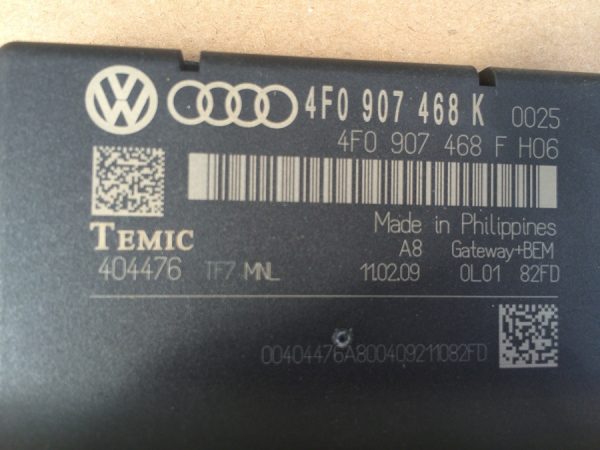 4F0 907 468 K 0025
4F0 907 468 F H06
Made in Philippines
TEMIC A8 Gateway+BEM
404476 TF7 MNL 11.02.09 0L01 82FD
00404476A800409211082FD